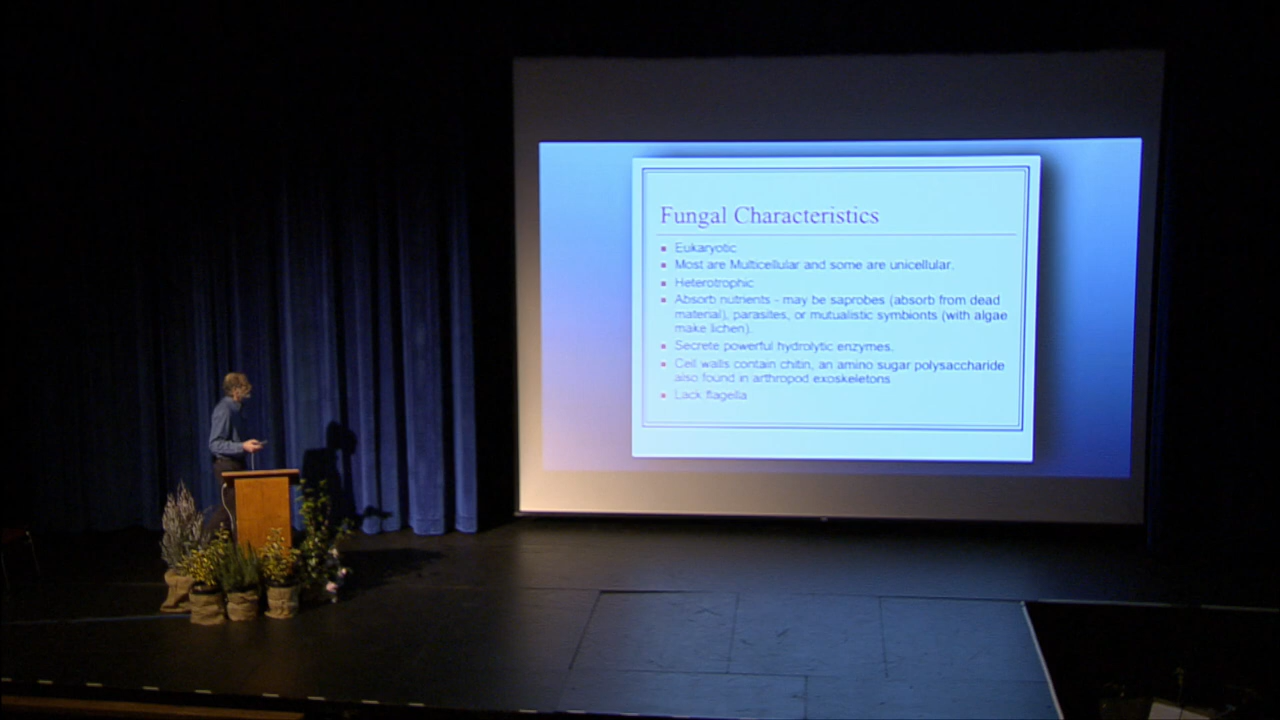 Fungal Characteristics
Eukaryotic
Most are Multicellular and some are unicellular.
Heterotrophic
Absorb nutrients - may be saprobes (absorb from dead
material), parasites, or mutualistic symbionts (with algae
make lichen).
Secrete powerful hydrolytic enzymes.
Cell walls contain chitin, an amino sugar polysaccharide
also found in arthropod exoskeletons
Lack flagella